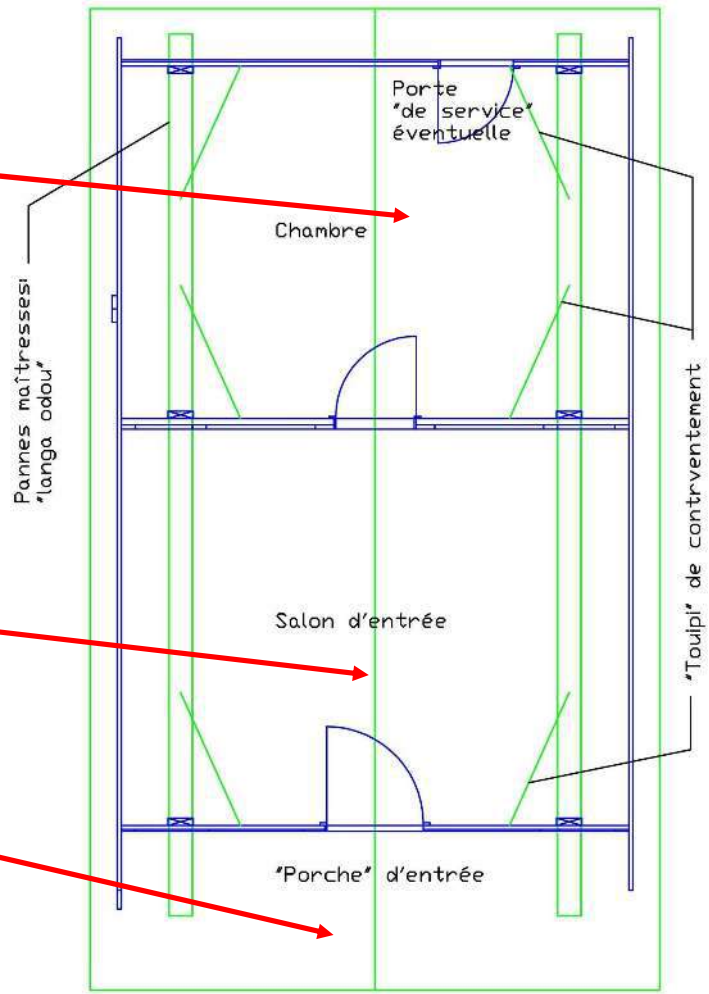 Porte
"de service"
éventuelle
Chambre
Pannes maîtresses:
"langa odou"
"Touipi" de contrventement
Salon d'entrée
"Porche" d'entrée